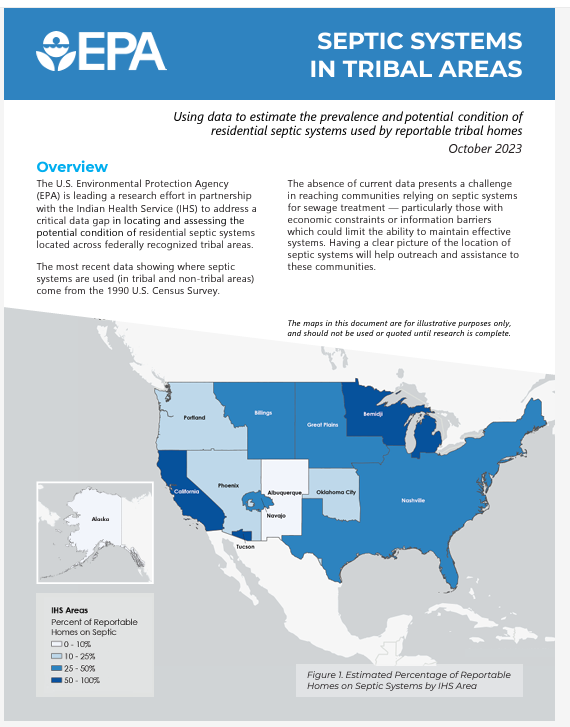 EPA
SEPTIC SYSTEMS
IN TRIBAL AREAS
Using data to estimate the prevalence and potential condition of
residential septic systems used by reportable tribal homes
October 2023
Overview
The U.S. Environmental Protection Agency
(EPA) is leading a research effort in partnership
with the Indian Health Service (IHS) to address a
critical data gap in locating and assessing the
potential condition of residential septic systems
located across federally recognized tribal areas.
The most recent data showing where septic
systems are used (in tribal and non-tribal areas)
come from the 1990 U.S. Census Survey.
The absence of current data presents a challenge
in reaching communities relying on septic systems
for sewage treatment — particularly those with
economic constraints or information barriers
which could limit the ability to maintain effective
systems. Having a clear picture of the location of
septic systems will help outreach and assistance to
these communities.
The maps in this document are for illustrative purposes only,
and should not be used or quoted until research is complete.
Portland
Billings
Great Plains
Bemidji
California
Phoenix
Albuquerque
Oklahoma City
Nashville
Navajo
Tucson
Alaska
IHS Areas
Percent of Reportable
Homes on Septic
0 - 10%
10 - 25%
25 - 50%
50 - 100%
Figure 1. Estimated Percentage of Reportable
Homes on Septic Systems by IHS Area